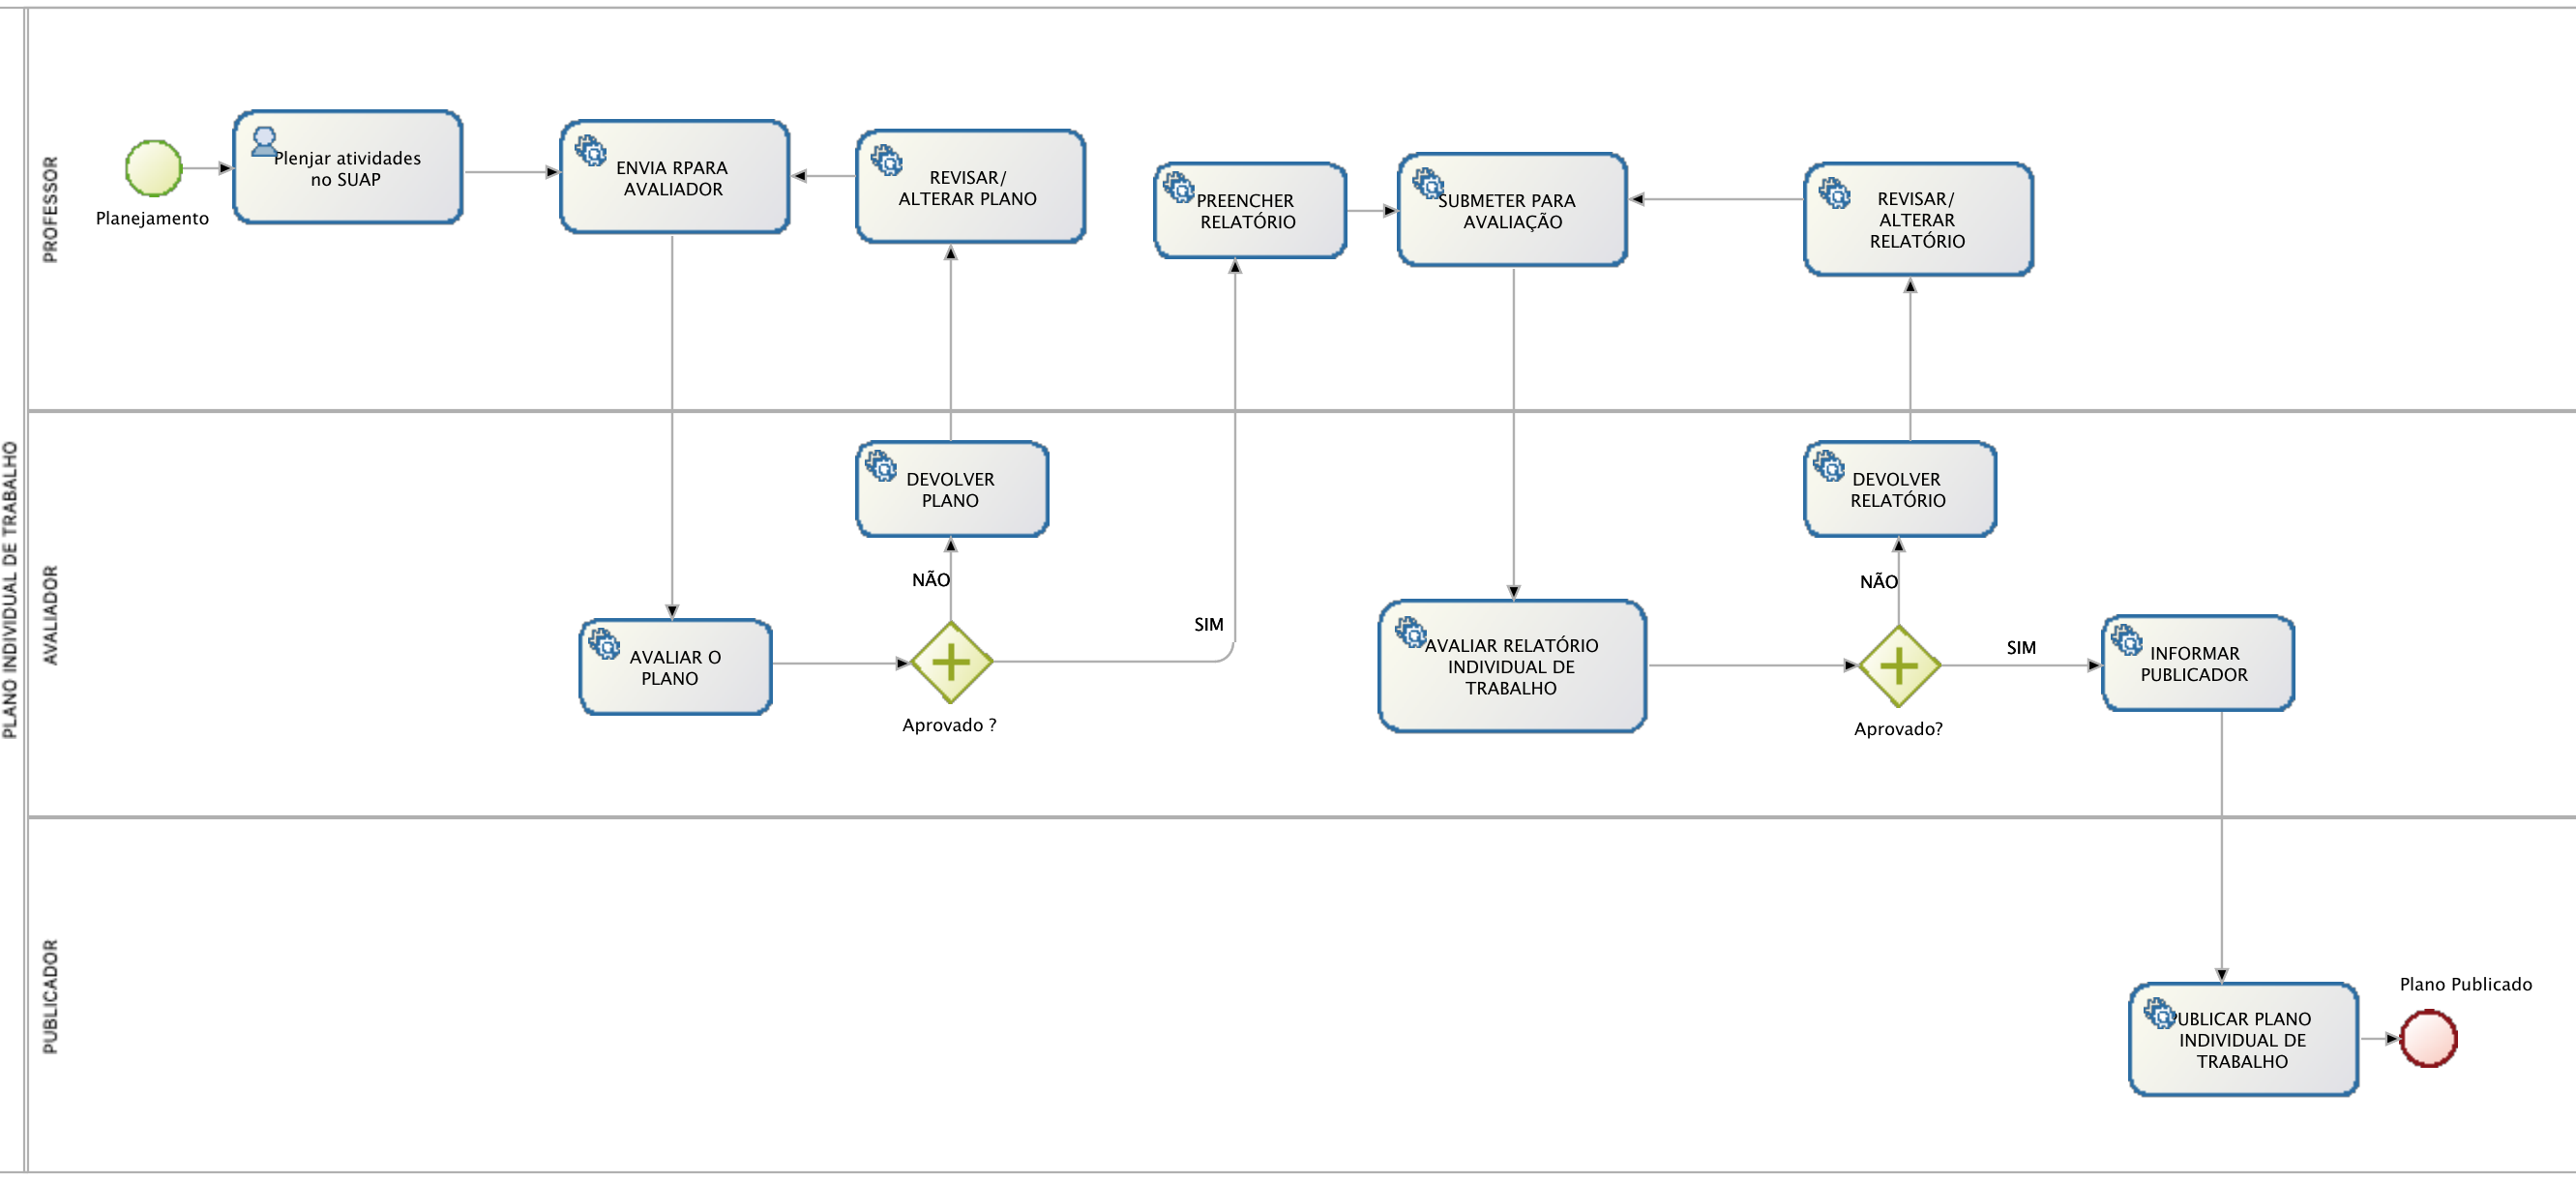 PLANO INDIVIDUAL DE TRABALHO
PROFESSOR
Planejamento
Plenjar atividades
no SUAP
ENVIA RPARA
AVALIADOR
REVISAR/
ALTERAR PLANO
PREENCHER
RELATÓRIO
SUBMETER PARA
AVALIAÇÃO
REVISAR/
ALTERAR
RELATÓRIO
AVALIADOR
AVALIAR O
PLANO
DEVOLVER
PLANO
NÃO
Aprovado ?
SIM
AVALIAR RELATÓRIO
INDIVIDUAL DE
TRABALHO
DEVOLVER
RELATÓRIO
NÃO
Aprovado?
SIM
INFORMAR
PUBLICADOR
PUBLICADOR
PUBLICAR PLANO
INDIVIDUAL DE
TRABALHO
Plano Publicado